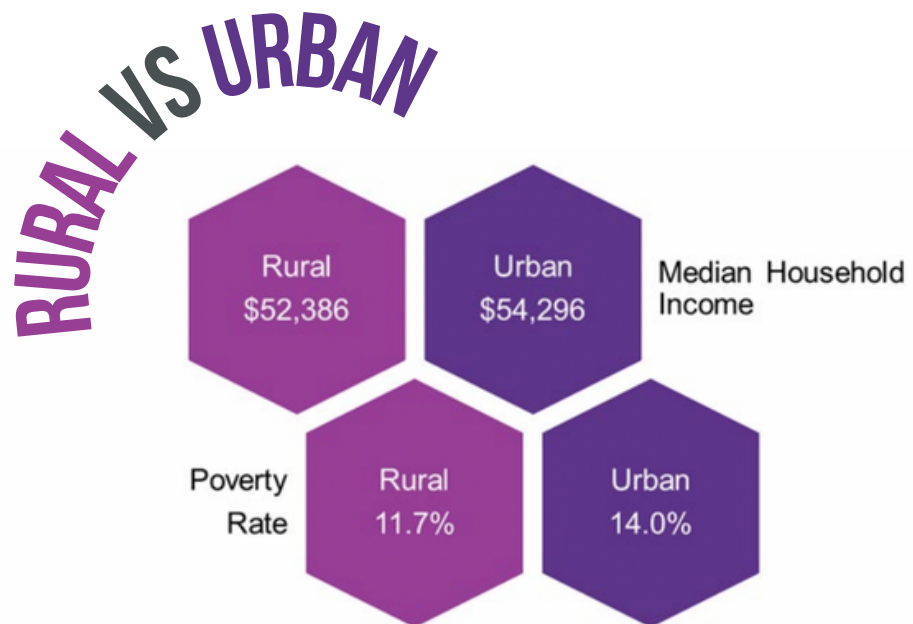 RURAL VS URBAN
Rural
$52,386
Urban
$54,296
Median Household
Income
Poverty
Rate
Rural
11.7%
Urban
14.0%